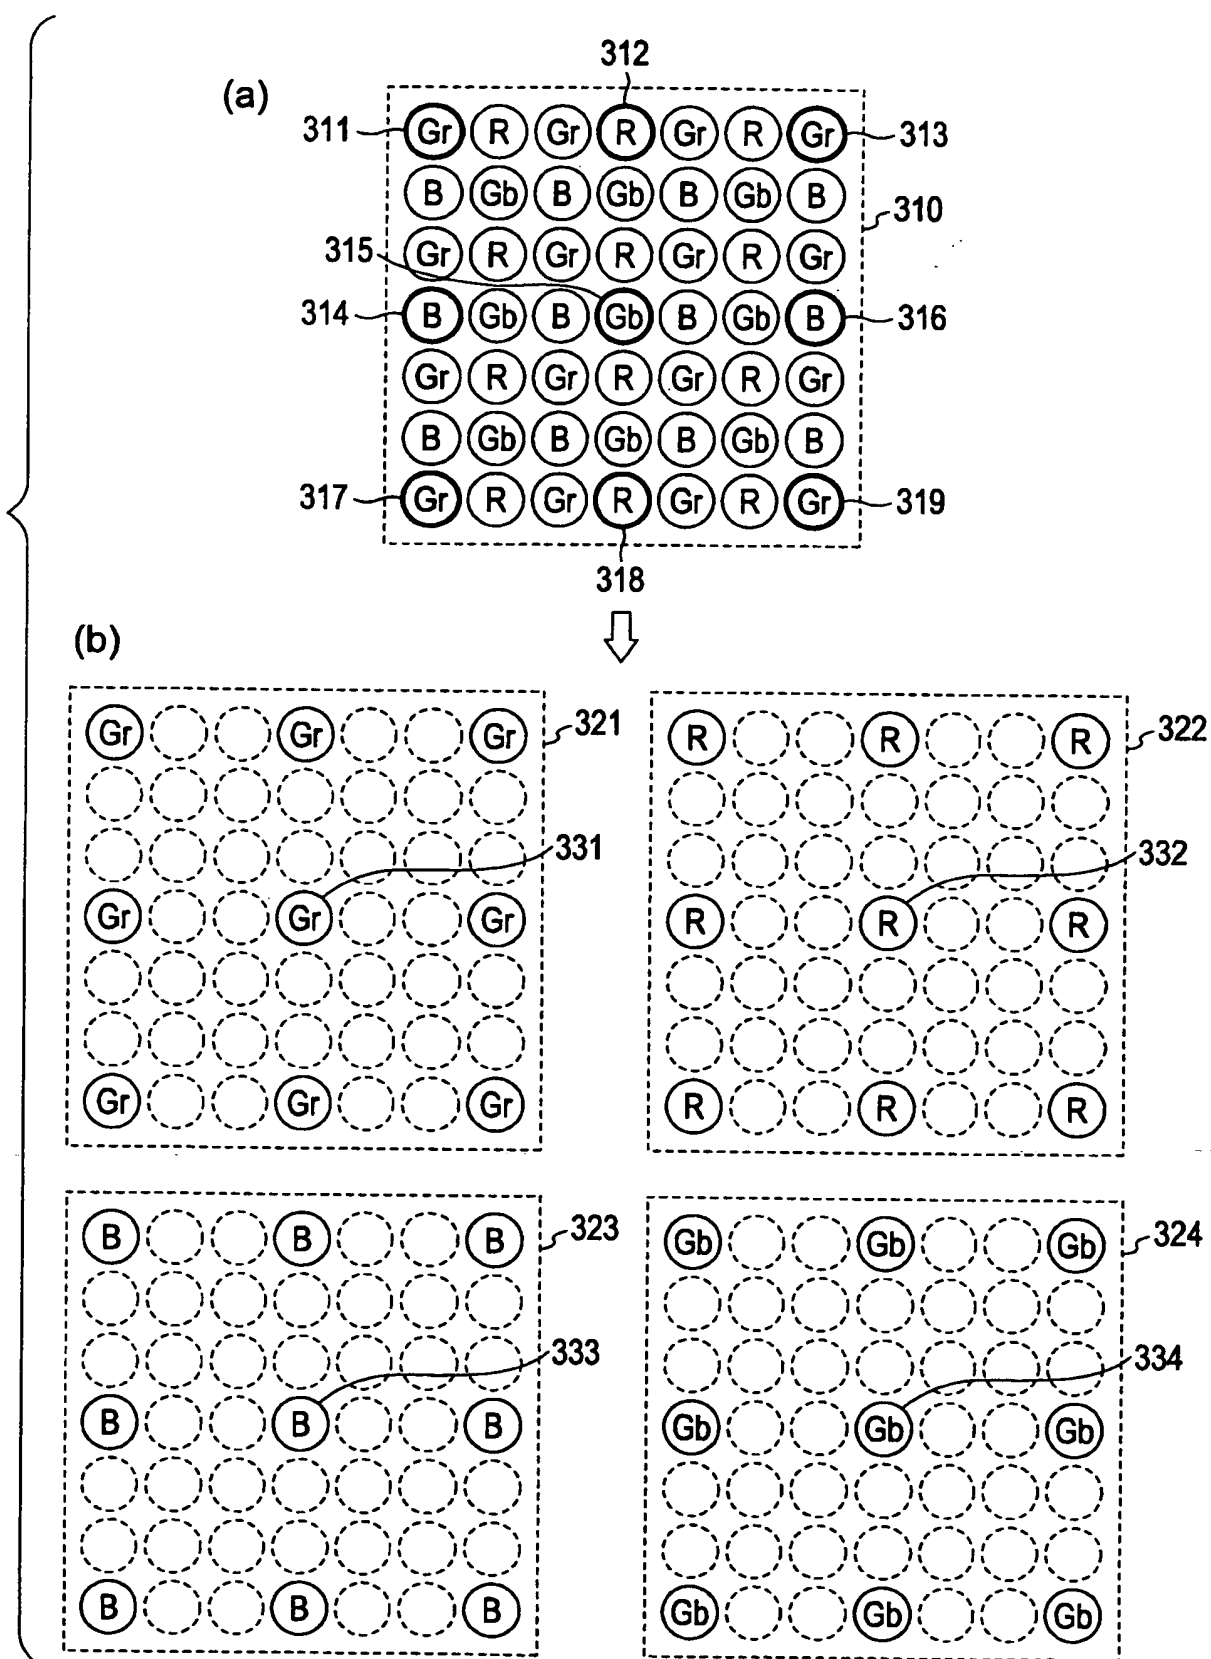 312
(a)
311 Gr R Gr R Gr R Gr 313
B Gb B Gb B Gb B
310
315
Gr R Gr R Gr R Gr
314 B Gb B Gb B Gb B 316
Gr R Gr R Gr R Gr
B Gb B Gb B Gb B
317 Gr R Gr R Gr R Gr 319
318
(b)
Gr Gr Gr 321
331
Gr Gr Gr
Gr Gr Gr
R R R 322
332
R R R
R R R
B B B 323
333
B B B
B B B
Gb Gb Gb 324
334
Gb Gb Gb
Gb Gb Gb